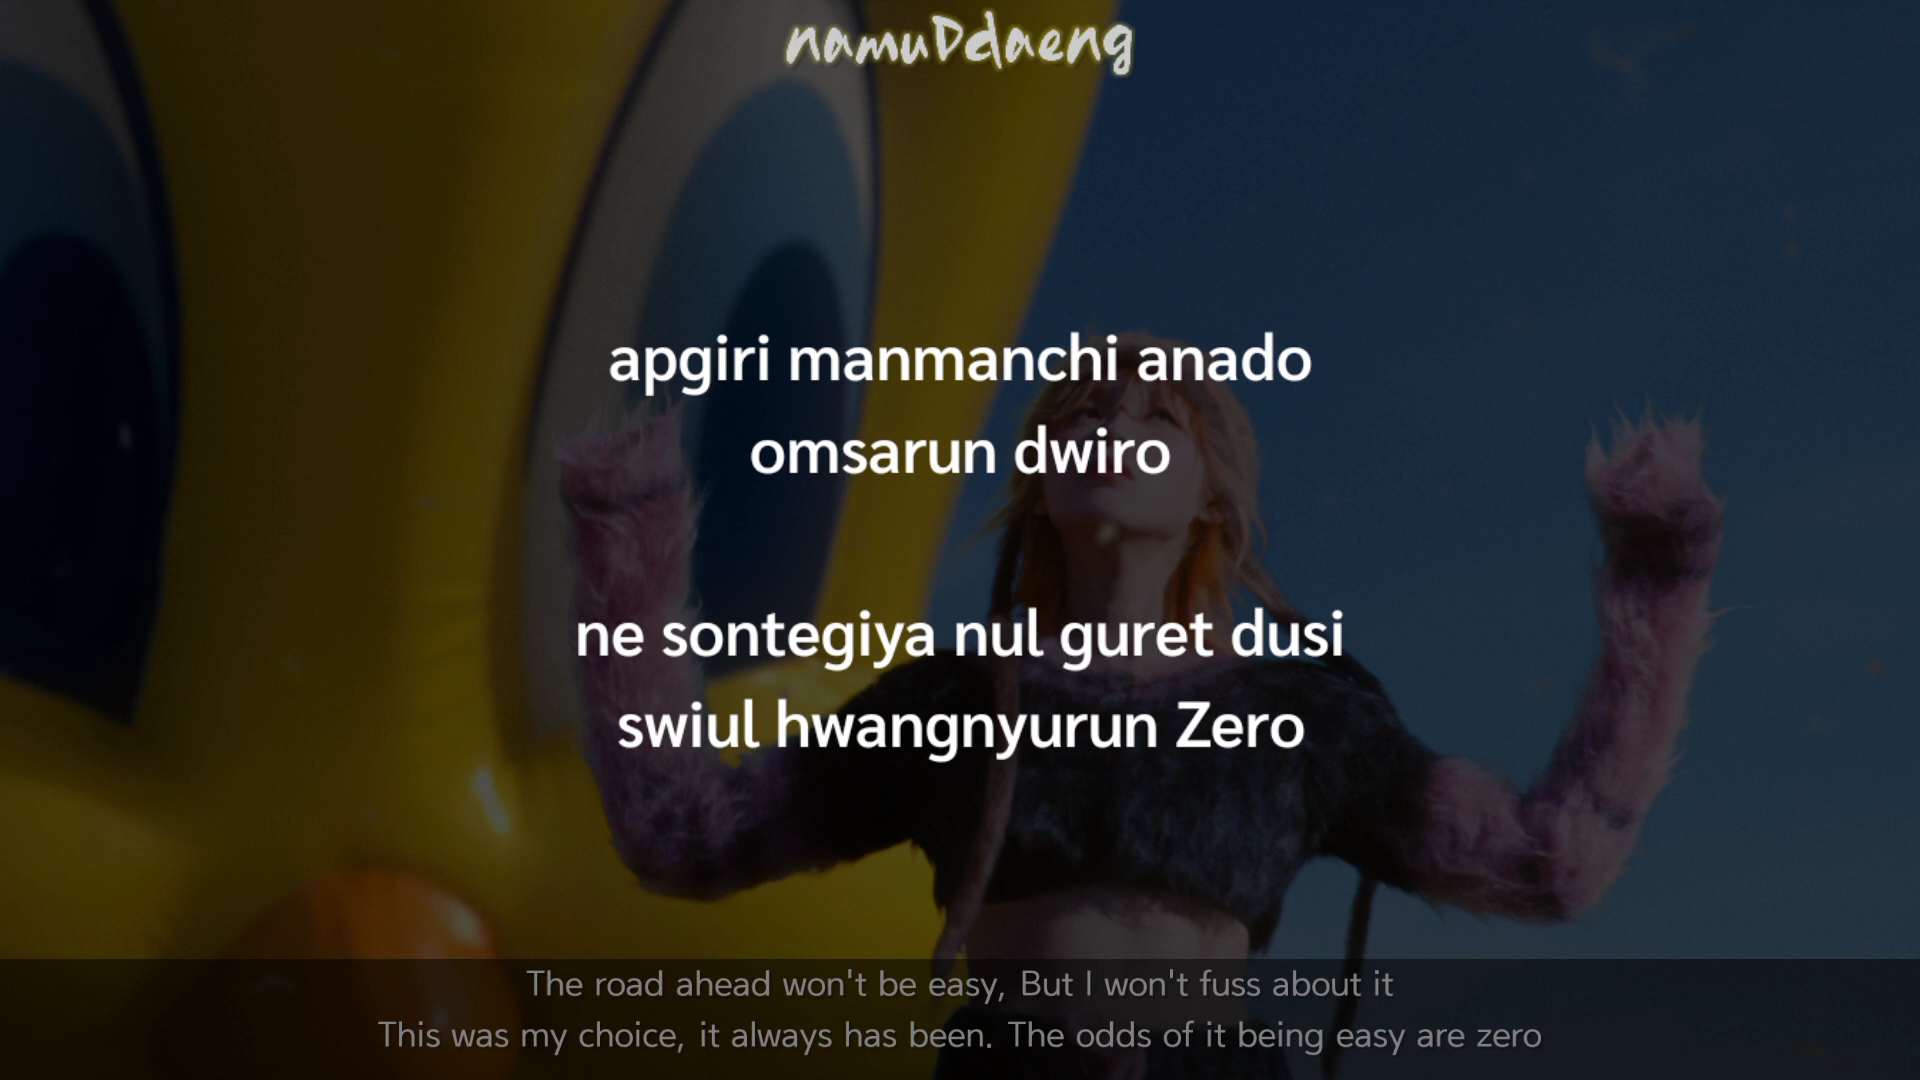 namuDdaeng
apgiri manmanchi anado
omsarun dwiro
ne sontegiya nul guret dusi
swiul hwangnyurun Zero
The road ahead won't be easy, But I won't fuss about it
This was my choice, it always has been. The odds of it being easy are zero